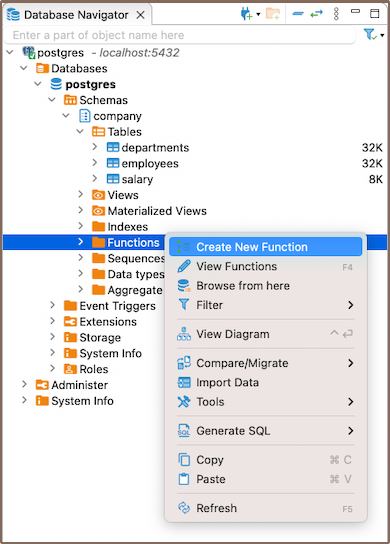 Database Navigator
Enter a part of object name here
postgres - localhost:5432
Databases
postgres
Schemas
company
Tables
departments 32K
employees 32K
salary 8K
Views
Materialized Views
Indexes
Functions
Sequences
Data types
Aggregate
Event Triggers
Extensions
Storage
System Info
Roles
Administer
System Info
Create New Function
View Functions F4
Browse from here
Filter
View Diagram ^ ⏎
Compare/Migrate
Import Data
Tools
SQL Generate SQL
Copy ⌘ C
Paste ⌘ V
Refresh F5